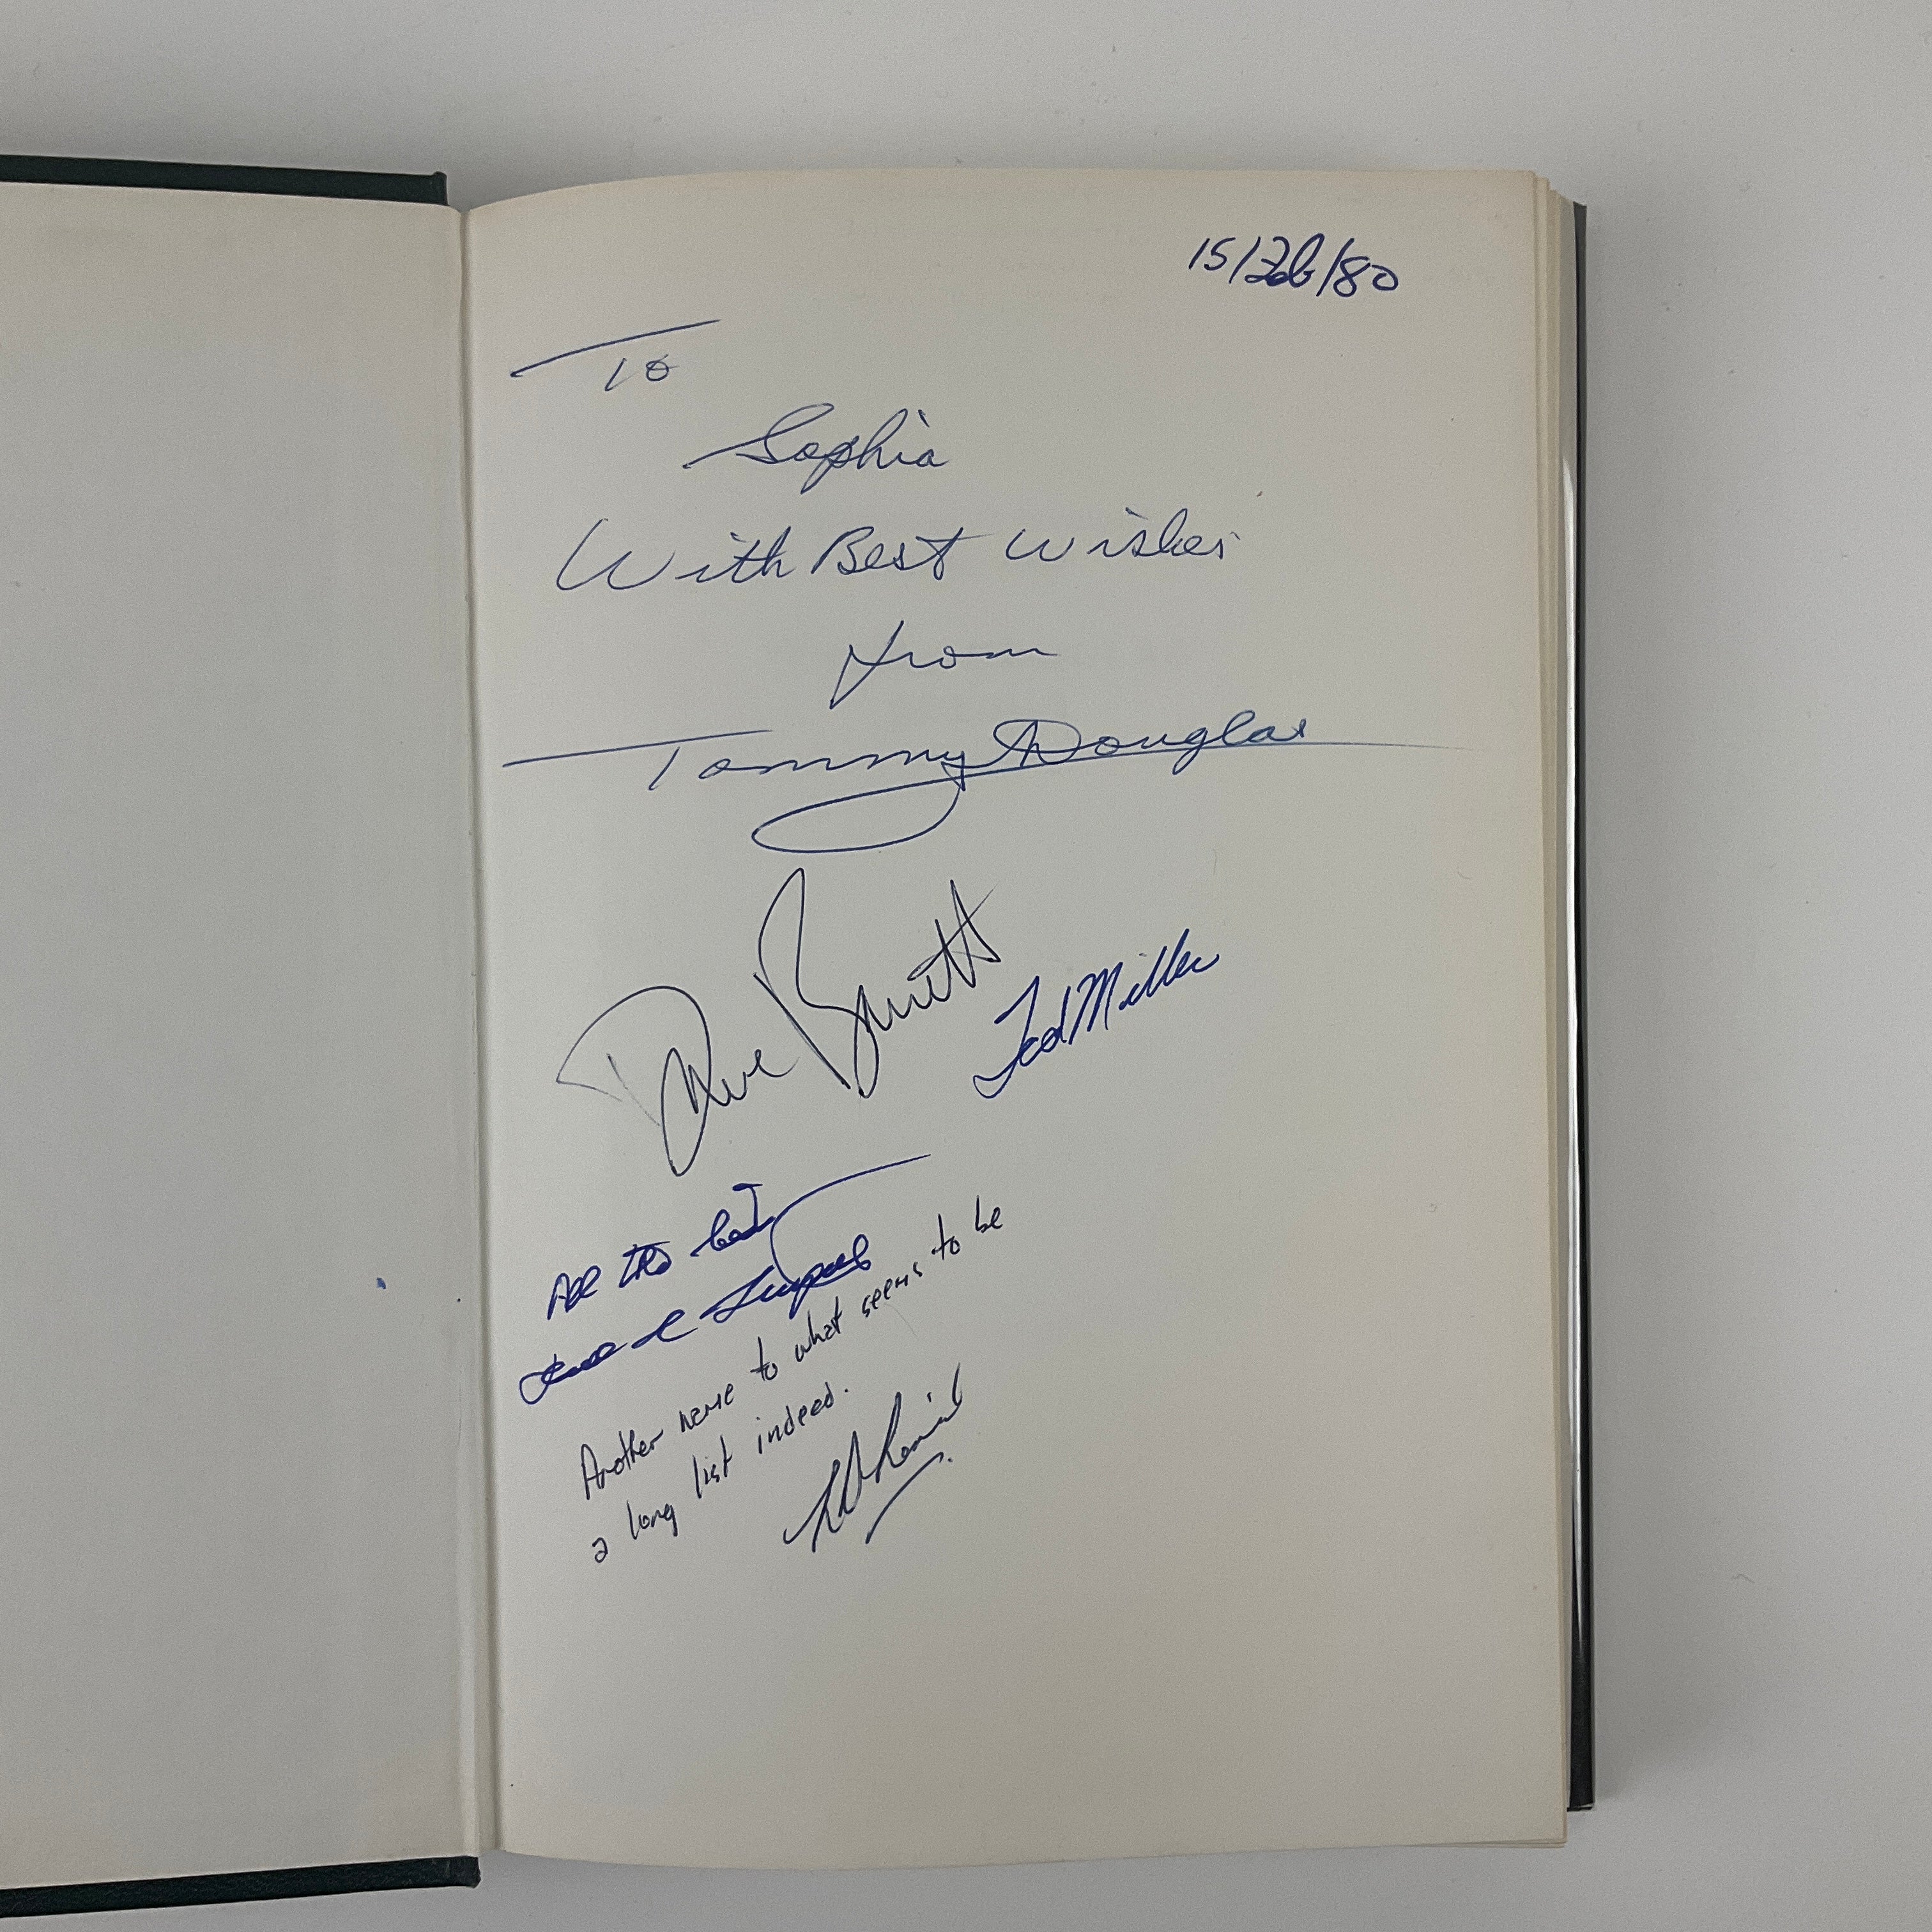 15/Feb/80
To
Sophia
With Best Wishes
from
Tommy Douglas
Dave Barrett
Ted Miller
All the best
Another name to what seems to be
a long list indeed.